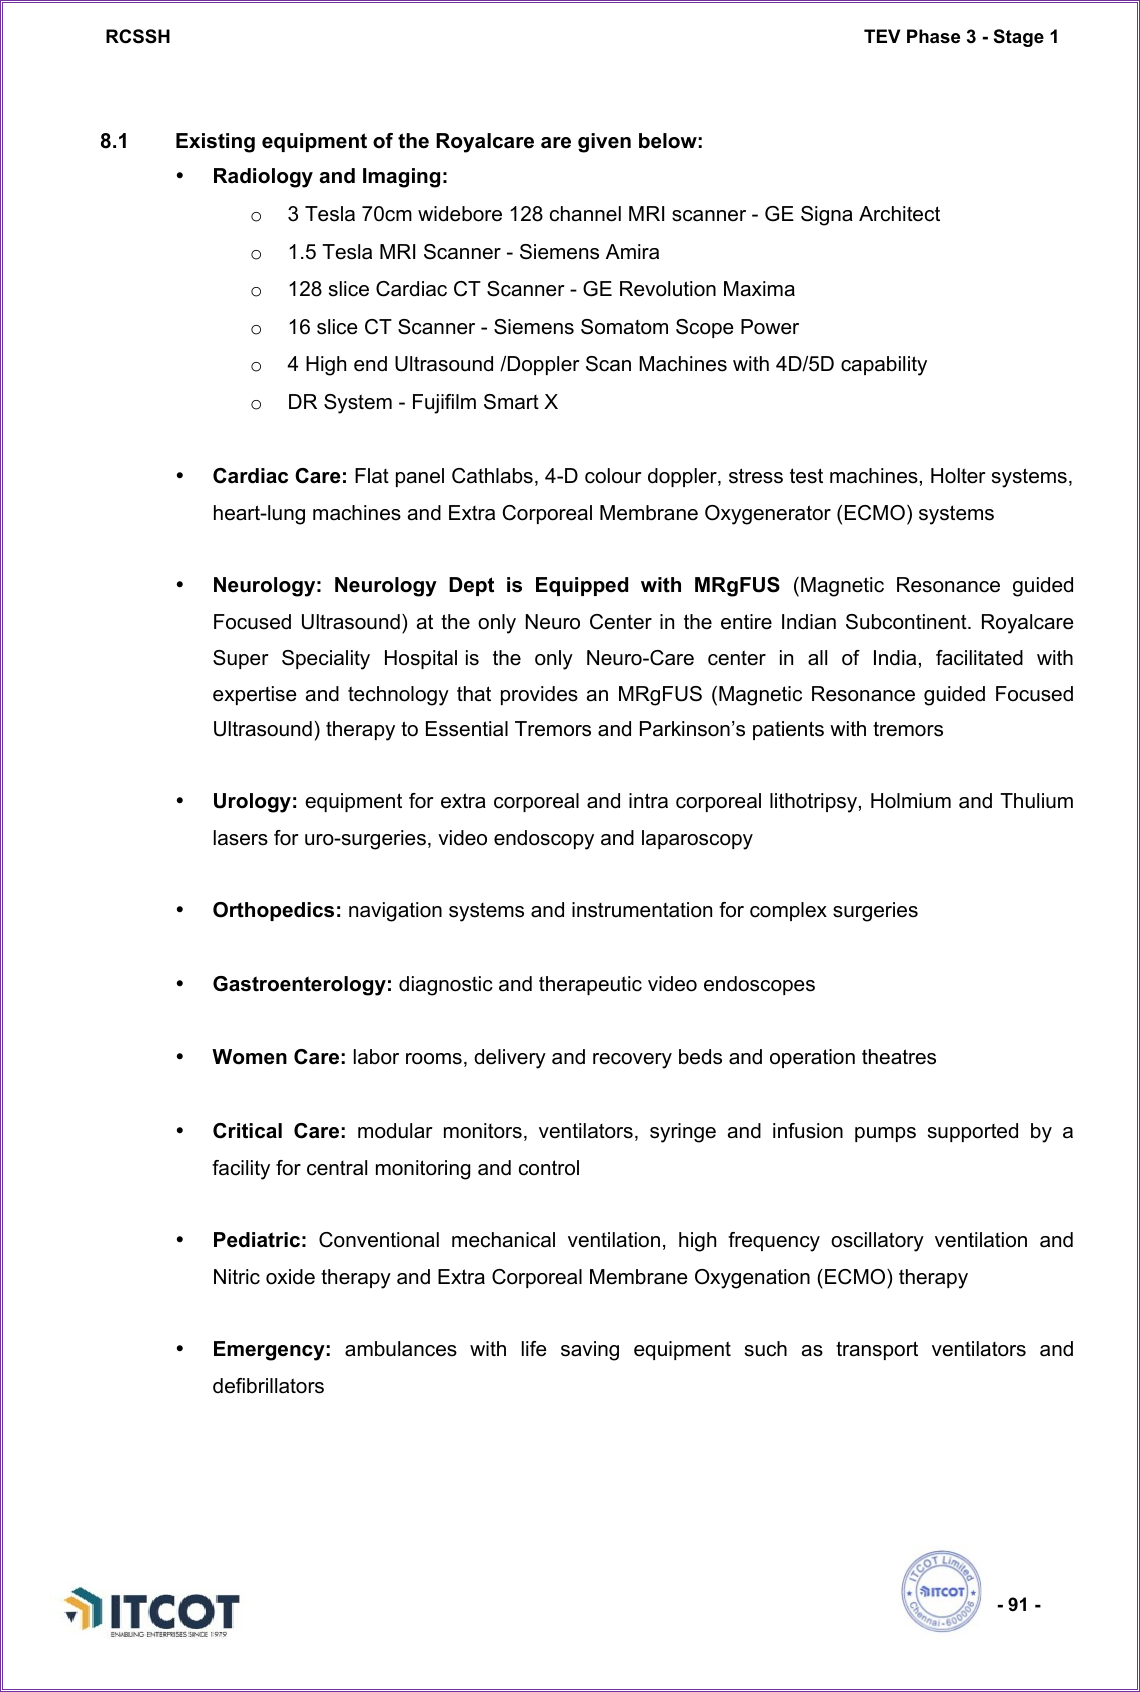 RCSSH TEV Phase 3 - Stage 1
8.1 Existing equipment of the Royalcare are given below:
• Radiology and Imaging:
o 3 Tesla 70cm widebore 128 channel MRI scanner - GE Signa Architect
o 1.5 Tesla MRI Scanner - Siemens Amira
o 128 slice Cardiac CT Scanner - GE Revolution Maxima
o 16 slice CT Scanner - Siemens Somatom Scope Power
o 4 High end Ultrasound /Doppler Scan Machines with 4D/5D capability
o DR System - Fujifilm Smart X
• Cardiac Care: Flat panel Cathlabs, 4-D colour doppler, stress test machines, Holter systems,
heart-lung machines and Extra Corporeal Membrane Oxygenerator (ECMO) systems
• Neurology: Neurology Dept is Equipped with MRgFUS (Magnetic Resonance guided
Focused Ultrasound) at the only Neuro Center in the entire Indian Subcontinent. Royalcare
Super Speciality Hospital is the only Neuro-Care center in all of India, facilitated with
expertise and technology that provides an MRgFUS (Magnetic Resonance guided Focused
Ultrasound) therapy to Essential Tremors and Parkinson’s patients with tremors
• Urology: equipment for extra corporeal and intra corporeal lithotripsy, Holmium and Thulium
lasers for uro-surgeries, video endoscopy and laparoscopy
• Orthopedics: navigation systems and instrumentation for complex surgeries
• Gastroenterology: diagnostic and therapeutic video endoscopes
• Women Care: labor rooms, delivery and recovery beds and operation theatres
• Critical Care: modular monitors, ventilators, syringe and infusion pumps supported by a
facility for central monitoring and control
• Pediatric: Conventional mechanical ventilation, high frequency oscillatory ventilation and
Nitric oxide therapy and Extra Corporeal Membrane Oxygenation (ECMO) therapy
• Emergency: ambulances with life saving equipment such as transport ventilators and
defibrillators
ITCOT
ENABLING ENTERPRISES SINCE 1979
ITCOT Limited
ITCOT
Chennai-600006
- 91 -